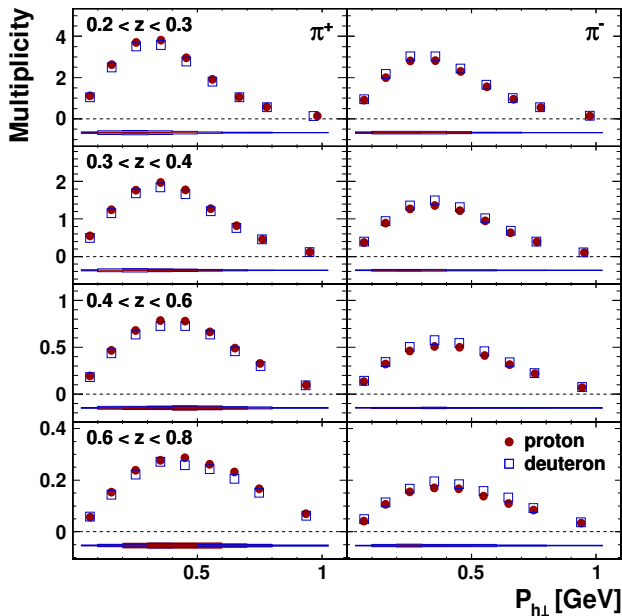 Multiplicity
0.2 < z < 0.3
π+
π-
4
2
0
0.3 < z < 0.4
2
1
0
0.4 < z < 0.6
1
0.5
0
0.6 < z < 0.8
0.4
0.2
0
proton
deuteron
0.5 1 0.5 1
Ph⊥ [GeV]